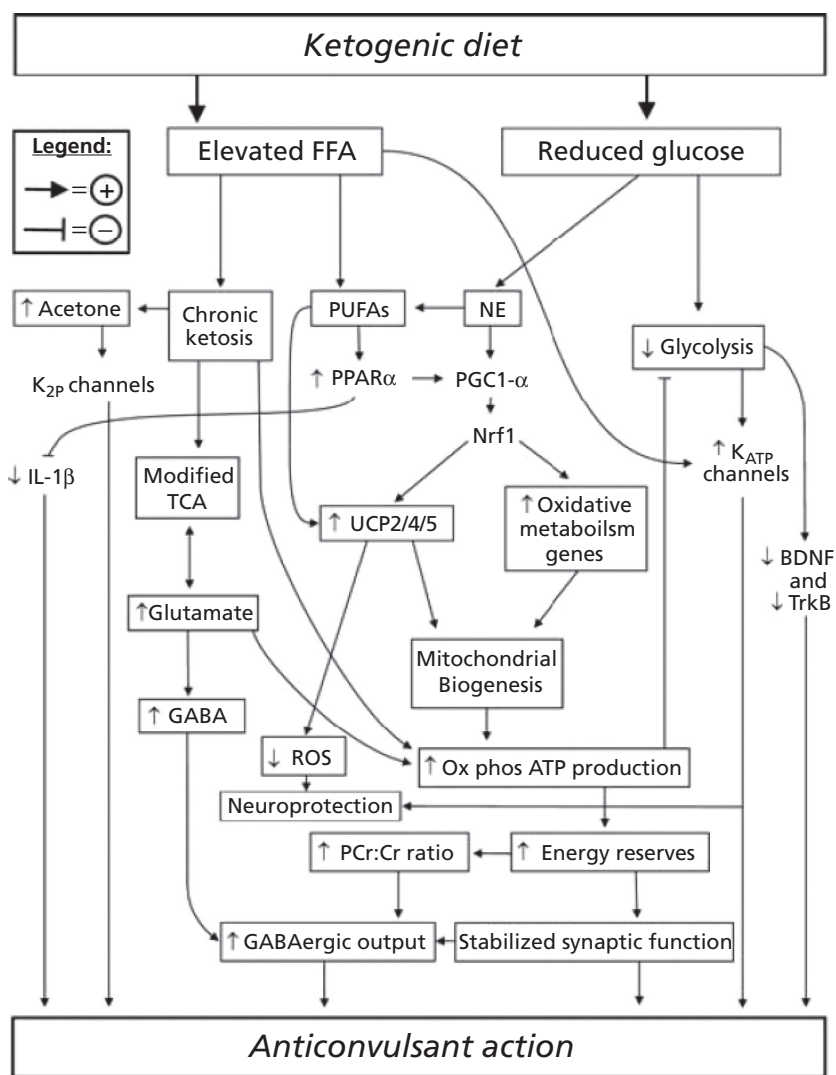 Ketogenic diet
Legend:
= +
= −
Elevated FFA
Reduced glucose
↑ Acetone
Chronic
ketosis
PUFAs
NE
↓ Glycolysis
K2P channels
↑ PPARα
PGC1-α
Nrf1
↑ KATP
channels
↓ IL-1β
Modified
TCA
↑ UCP2/4/5
↑ Oxidative
metaboilsm
genes
↓ BDNF
and
↓ TrkB
↑Glutamate
Mitochondrial
Biogenesis
↑ GABA
↓ ROS
↑ Ox phos ATP production
Neuroprotection
↑ PCr:Cr ratio
↑ Energy reserves
↑ GABAergic output
Stabilized synaptic function
Anticonvulsant action